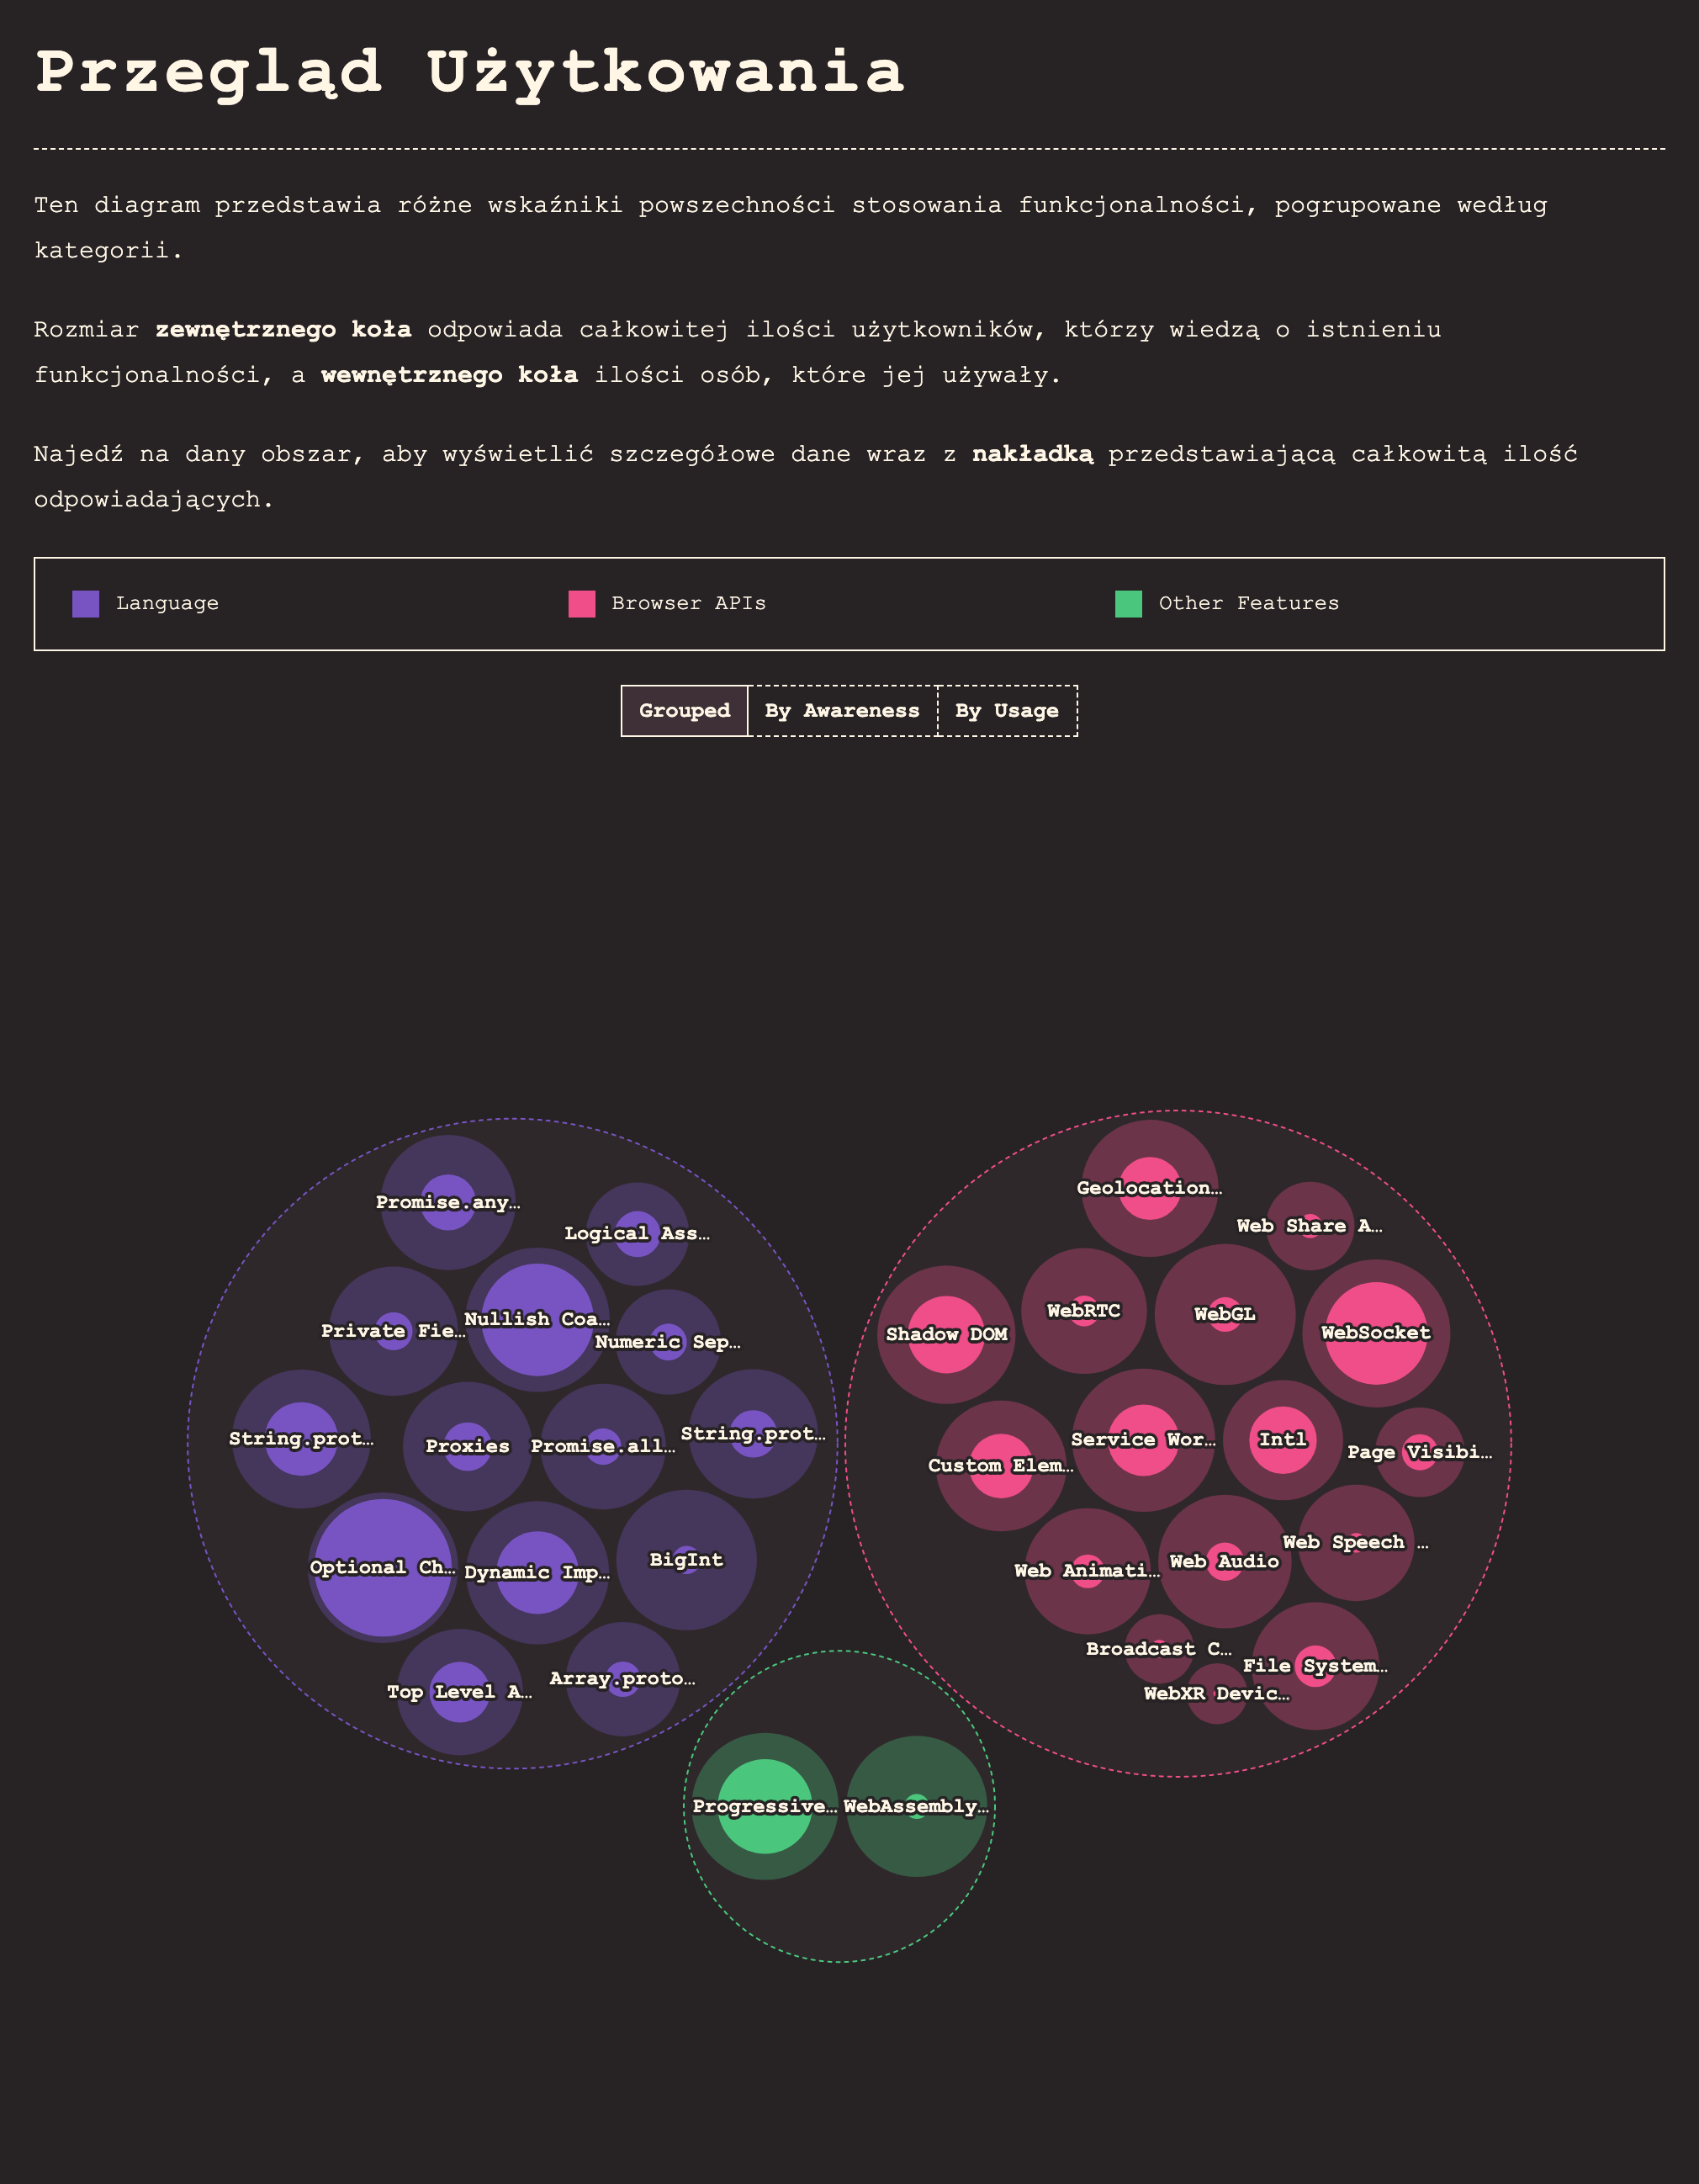 Przegląd Użytkowania
Ten diagram przedstawia różne wskaźniki powszechności stosowania funkcjonalności, pogrupowane według
kategorii.
Rozmiar zewnętrznego koła odpowiada całkowitej ilości użytkowników, którzy wiedzą o istnieniu
funkcjonalności, a wewnętrznego koła ilości osób, które jej używały.
Najedź na dany obszar, aby wyświetlić szczegółowe dane wraz z nakładką przedstawiającą całkowitą ilość
odpowiadających.
Language Browser APIs Other Features
Grouped By Awareness By Usage
Promise.any…
Logical Ass…
Private Fie…
Nullish Coa…
Numeric Sep…
String.prot…
Proxies
Promise.all…
String.prot…
Optional Ch…
Dynamic Imp…
BigInt
Top Level A…
Array.proto…
Geolocation…
Web Share A…
Shadow DOM
WebRTC
WebGL
WebSocket
Custom Elem…
Service Wor…
Intl
Page Visibi…
Web Animati…
Web Audio
Web Speech …
Broadcast C…
File System…
WebXR Devic…
Progressive…
WebAssembly…